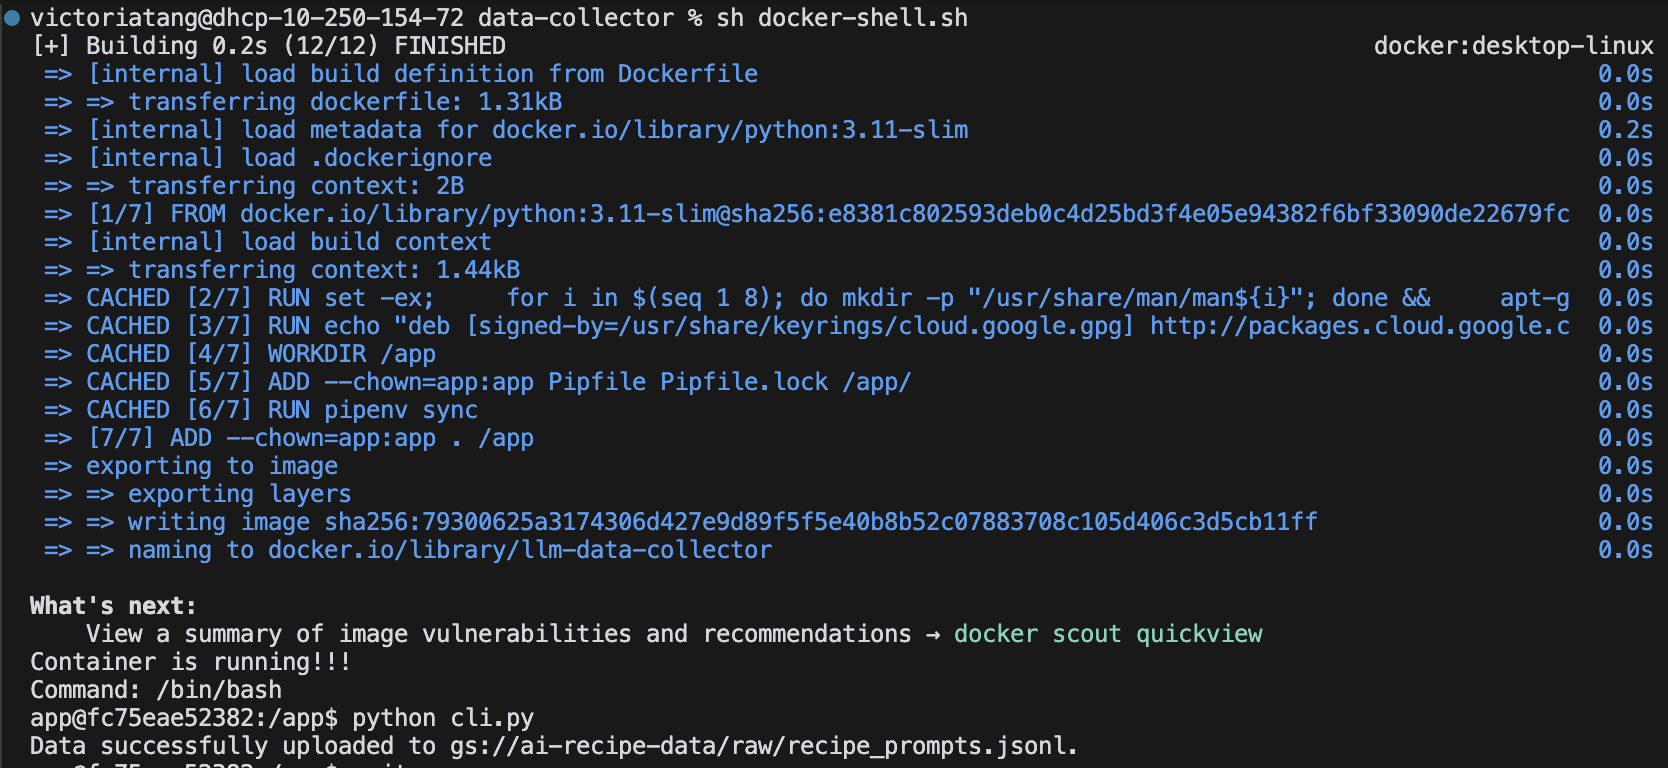 victoriatang@dhcp-10-250-154-72 data-collector % sh docker-shell.sh
[+] Building 0.2s (12/12) FINISHED docker:desktop-linux
=> [internal] load build definition from Dockerfile 0.0s
=> => transferring dockerfile: 1.31kB 0.0s
=> [internal] load metadata for docker.io/library/python:3.11-slim 0.2s
=> [internal] load .dockerignore 0.0s
=> => transferring context: 2B 0.0s
=> [1/7] FROM docker.io/library/python:3.11-slim@sha256:e8381c802593deb0c4d25bd3f4e05e94382f6bf33090de22679fc 0.0s
=> [internal] load build context 0.0s
=> => transferring context: 1.44kB 0.0s
=> CACHED [2/7] RUN set -ex;     for i in $(seq 1 8); do mkdir -p "/usr/share/man/man${i}"; done &&     apt-g 0.0s
=> CACHED [3/7] RUN echo "deb [signed-by=/usr/share/keyrings/cloud.google.gpg] http://packages.cloud.google.c 0.0s
=> CACHED [4/7] WORKDIR /app 0.0s
=> CACHED [5/7] ADD --chown=app:app Pipfile Pipfile.lock /app/ 0.0s
=> CACHED [6/7] RUN pipenv sync 0.0s
=> [7/7] ADD --chown=app:app . /app 0.0s
=> exporting to image 0.0s
=> => exporting layers 0.0s
=> => writing image sha256:79300625a3174306d427e9d89f5f5e40b8b52c07883708c105d406c3d5cb11ff 0.0s
=> => naming to docker.io/library/llm-data-collector 0.0s
What's next:
View a summary of image vulnerabilities and recommendations → docker scout quickview
Container is running!!!
Command: /bin/bash
app@fc75eae52382:/app$ python cli.py
Data successfully uploaded to gs://ai-recipe-data/raw/recipe_prompts.jsonl.